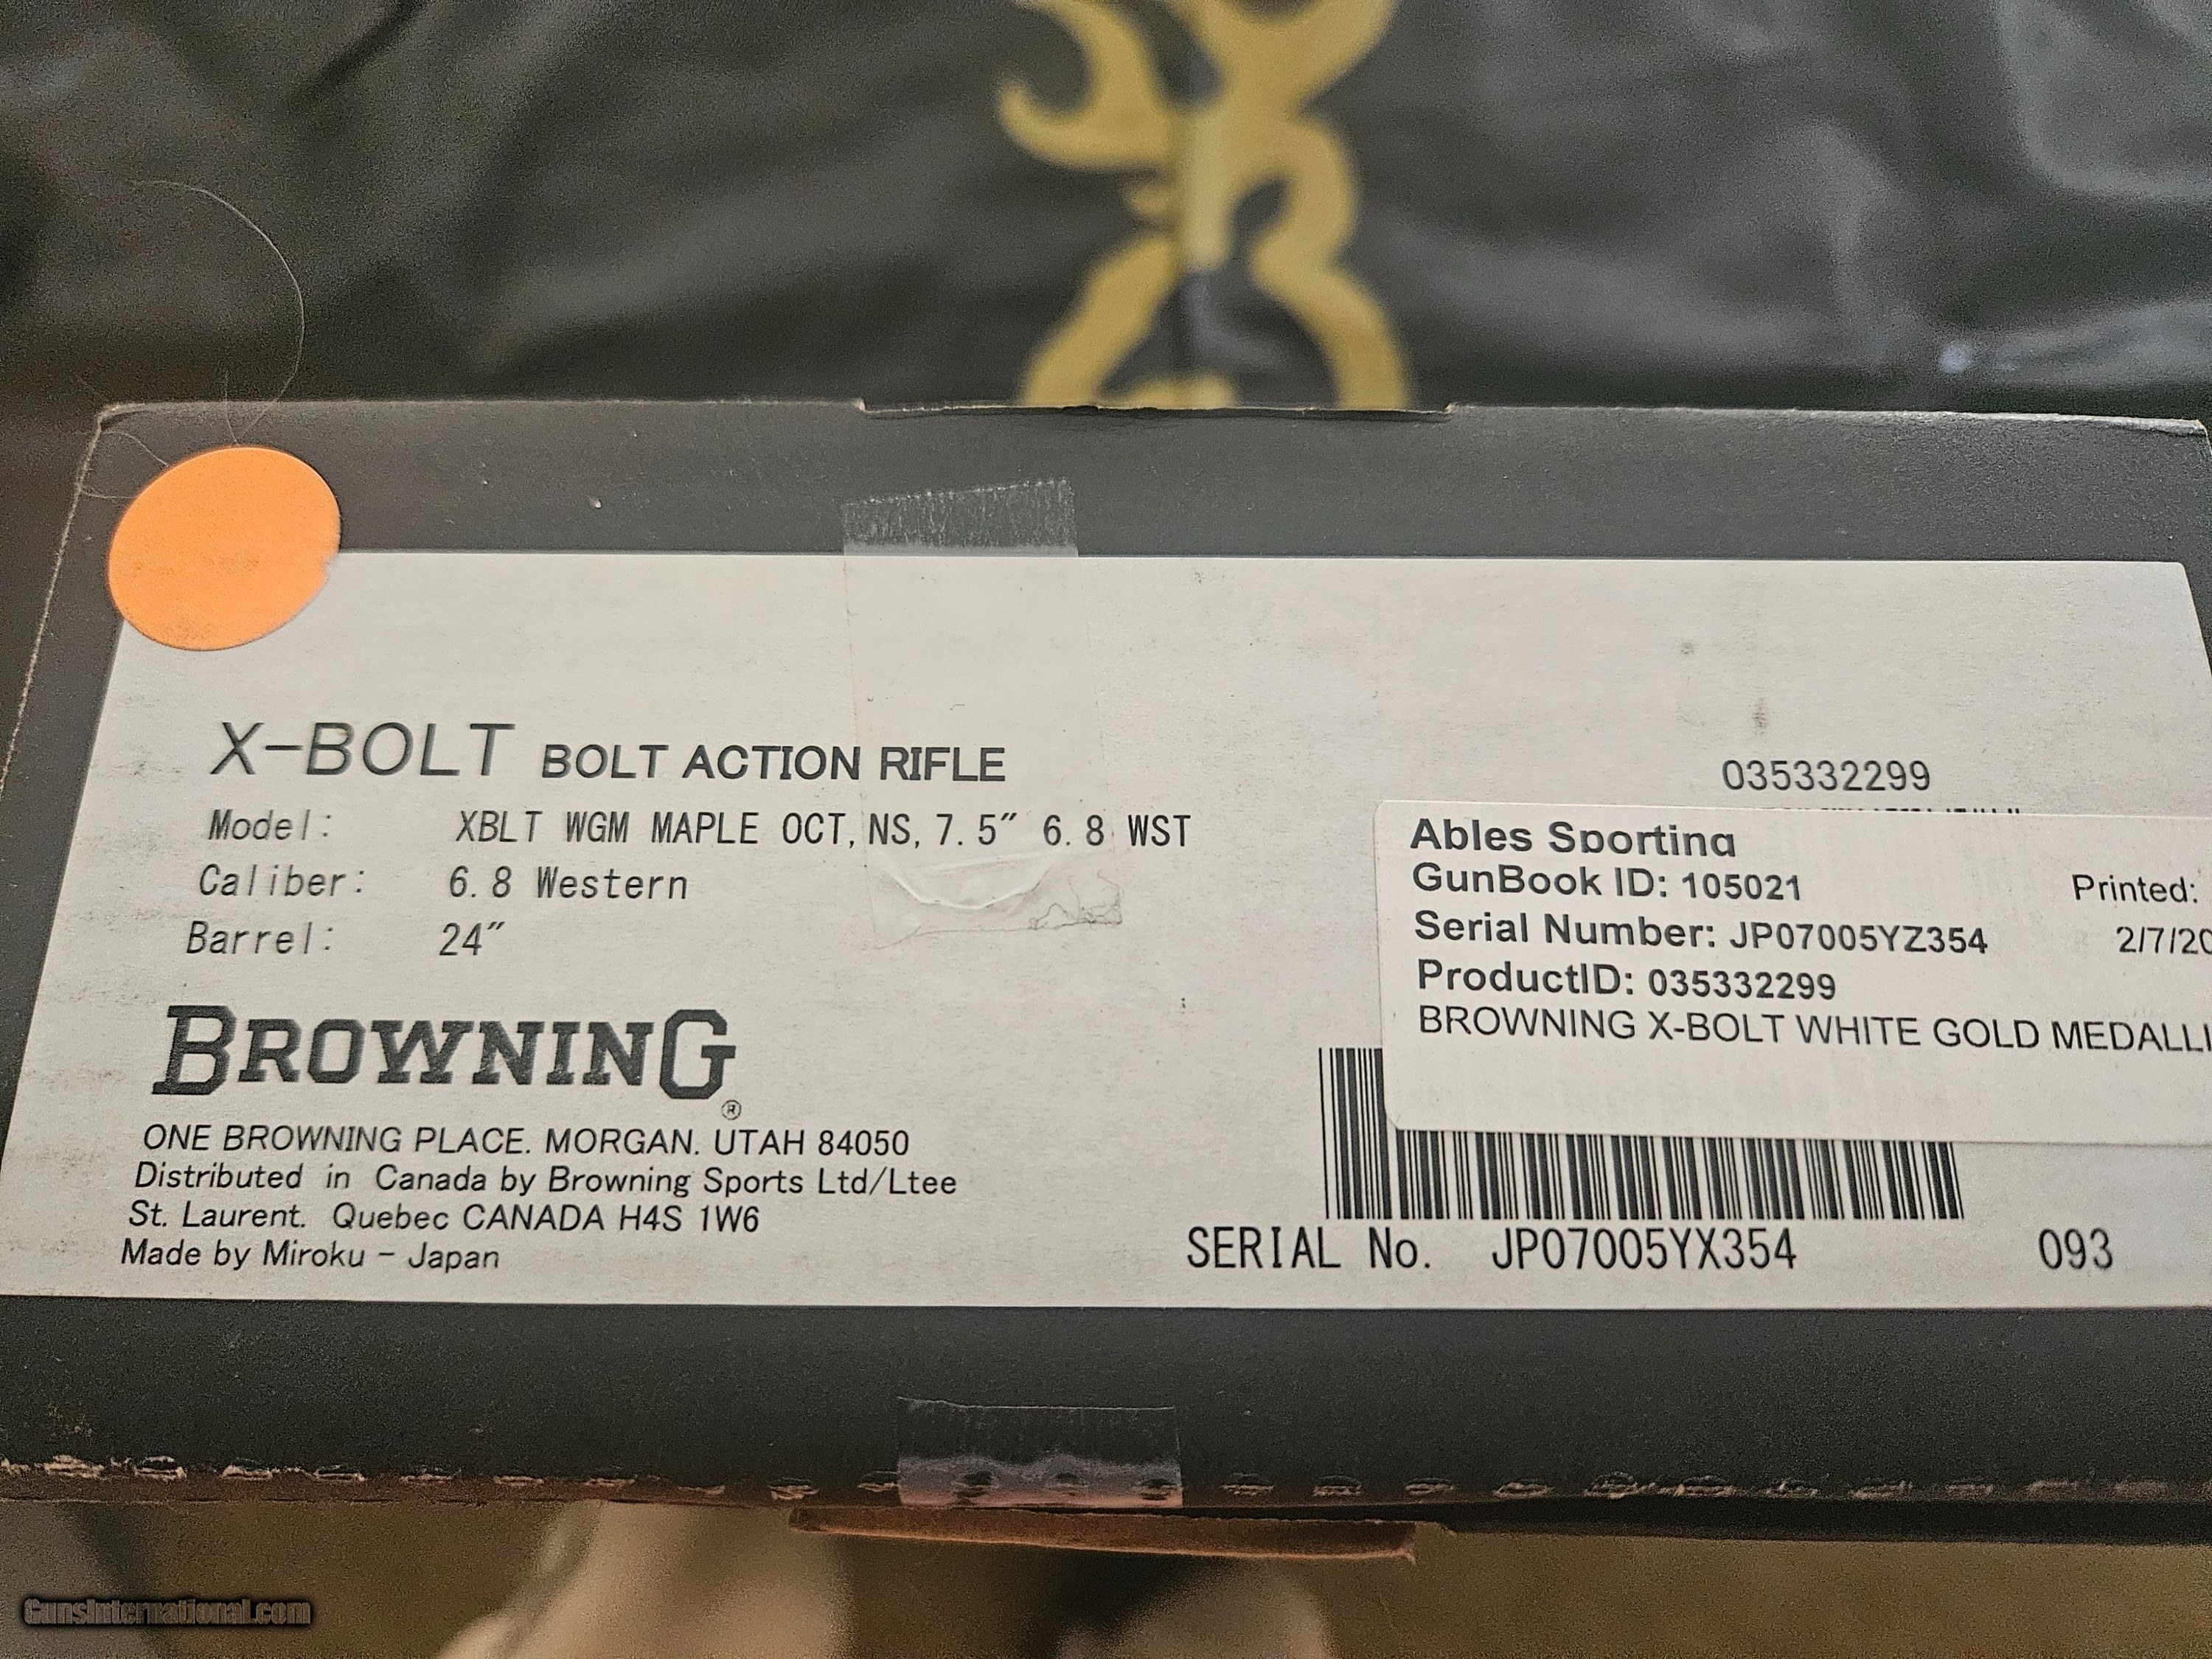 X-BOLT BOLT ACTION RIFLE
Model: XBLT WGM MAPLE OCT, NS, 7.5″ 6.8 WST
Caliber: 6.8 Western
Barrel: 24″
BROWNING®
ONE BROWNING PLACE. MORGAN. UTAH 84050
Distributed in Canada by Browning Sports Ltd/Ltee
St. Laurent. Quebec CANADA H4S 1W6
Made by Miroku - Japan
035332299
Ables Sporting
GunBook ID: 105021
Printed:
Serial Number: JP07005YZ354
2/7/20
ProductID: 035332299
BROWNING X-BOLT WHITE GOLD MEDALLI
SERIAL No. JP07005YX354 093
GunsInternational.com